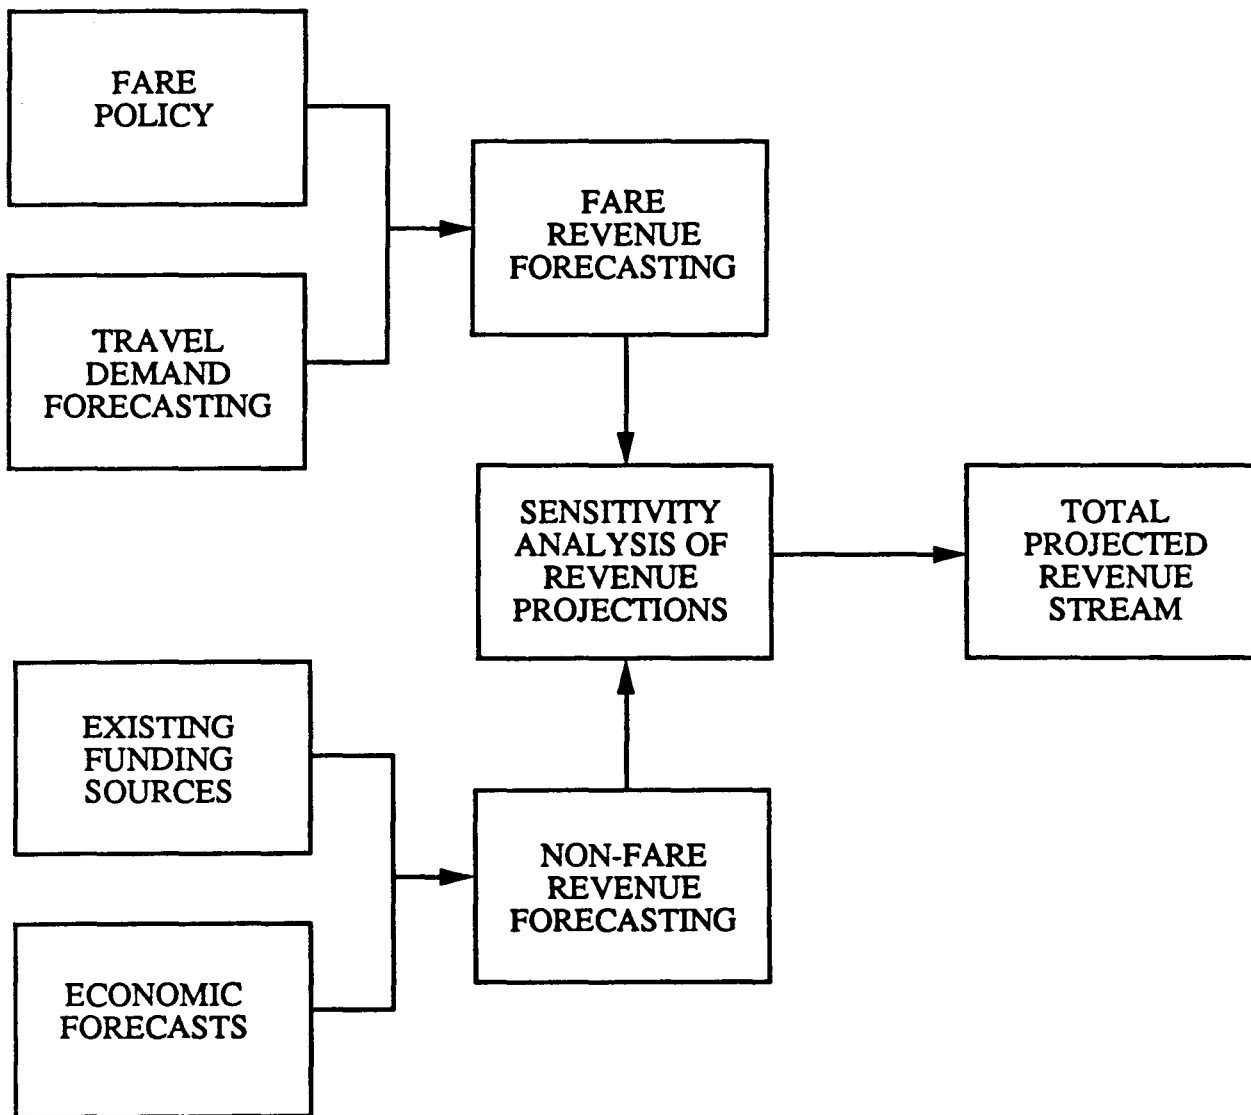 FARE
POLICY
FARE
REVENUE
FORECASTING
TRAVEL
DEMAND
FORECASTING
SENSITIVITY
ANALYSIS OF
REVENUE
PROJECTIONS
TOTAL
PROJECTED
REVENUE
STREAM
EXISTING
FUNDING
SOURCES
NON-FARE
REVENUE
FORECASTING
ECONOMIC
FORECASTS